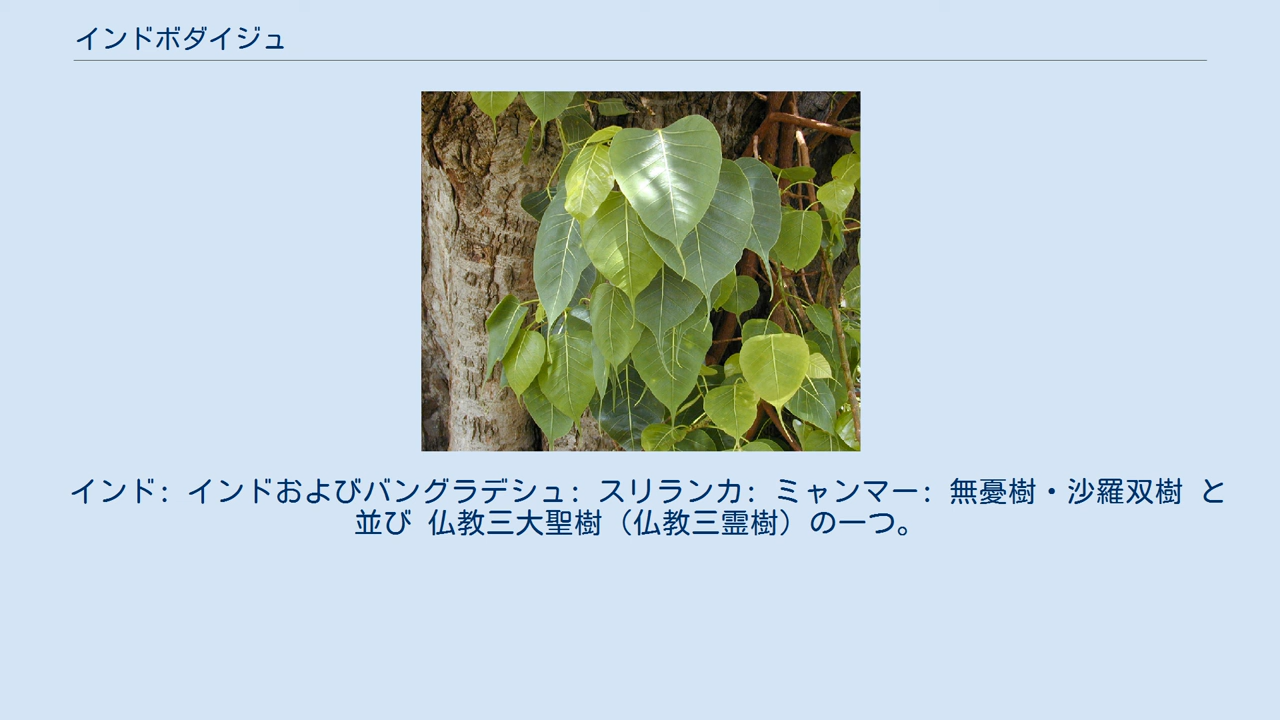 インドボダイジュ
インド: インドおよびバングラデシュ: スリランカ: ミャンマー: 無憂樹・沙羅双樹 と
並び 仏教三大聖樹（仏教三霊樹）の一つ。